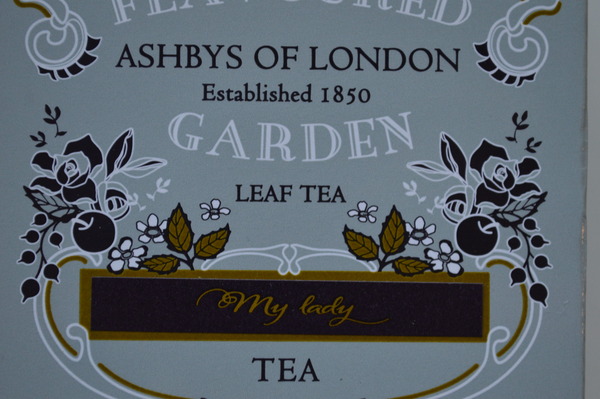 FLAVOURED
ASHBYS OF LONDON
Established 1850
GARDEN
LEAF TEA
My lady
TEA